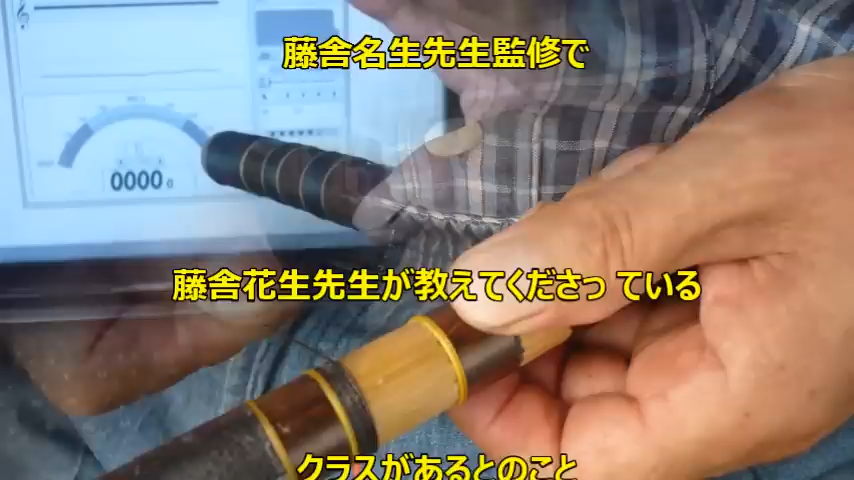 藤舎名生先生監修で
0000.0
藤舎花生先生が教えてくださっ ている
クラスがあるとのこと